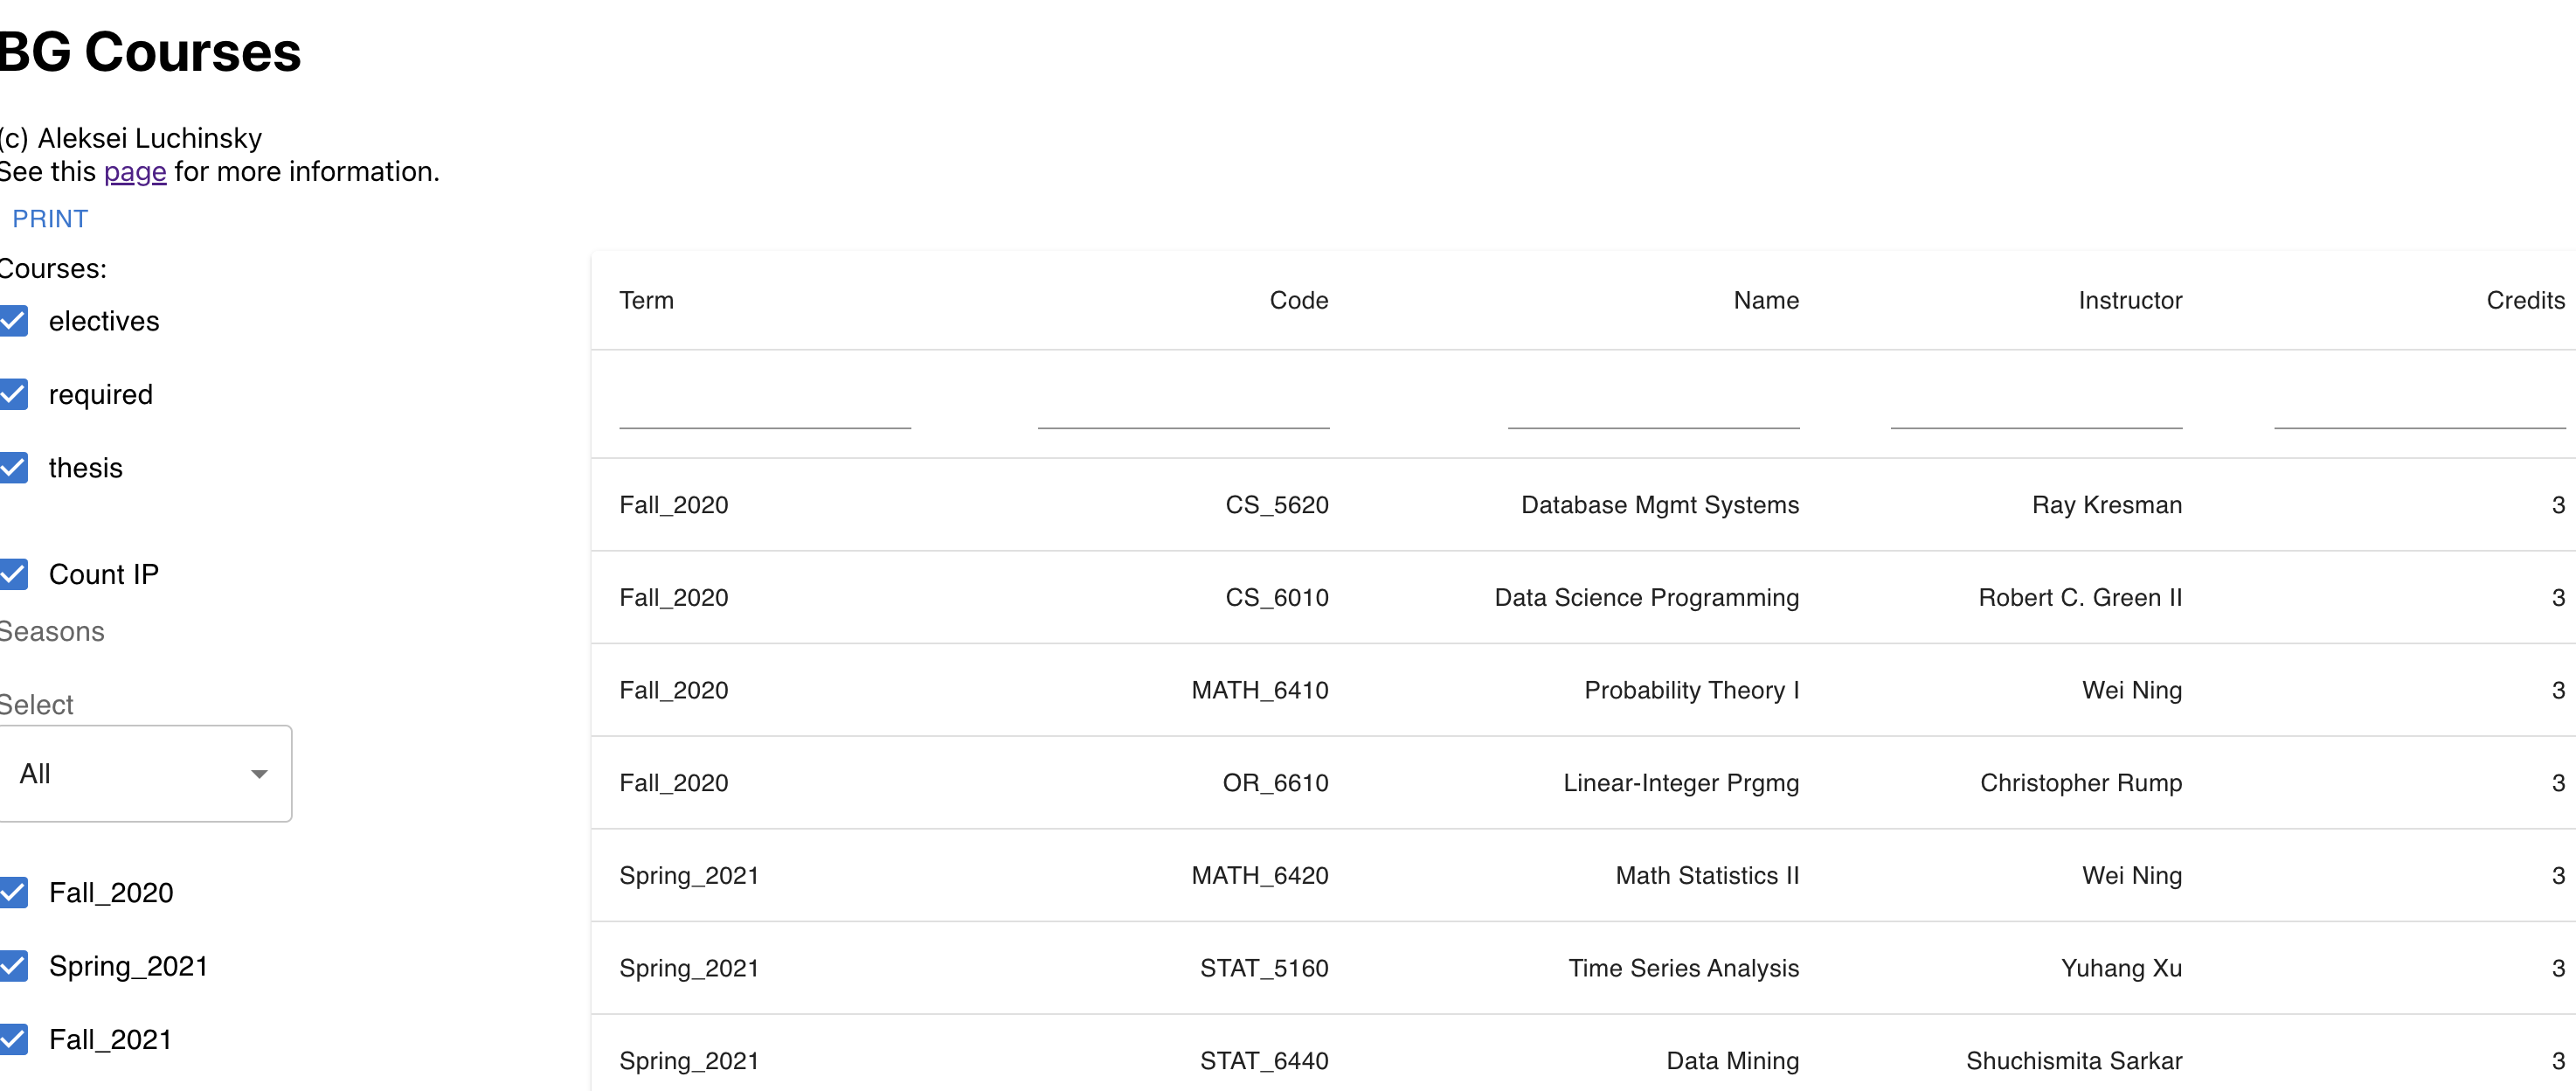 BG Courses
(c) Aleksei Luchinsky
See this page for more information.
PRINT
Courses:
electives
required
thesis
Count IP
Seasons
Select
All
Fall_2020
Spring_2021
Fall_2021
Term Code Name Instructor Credits
Fall_2020 CS_5620 Database Mgmt Systems Ray Kresman 3
Fall_2020 CS_6010 Data Science Programming Robert C. Green II 3
Fall_2020 MATH_6410 Probability Theory I Wei Ning 3
Fall_2020 OR_6610 Linear-Integer Prgmg Christopher Rump 3
Spring_2021 MATH_6420 Math Statistics II Wei Ning 3
Spring_2021 STAT_5160 Time Series Analysis Yuhang Xu 3
Spring_2021 STAT_6440 Data Mining Shuchismita Sarkar 3